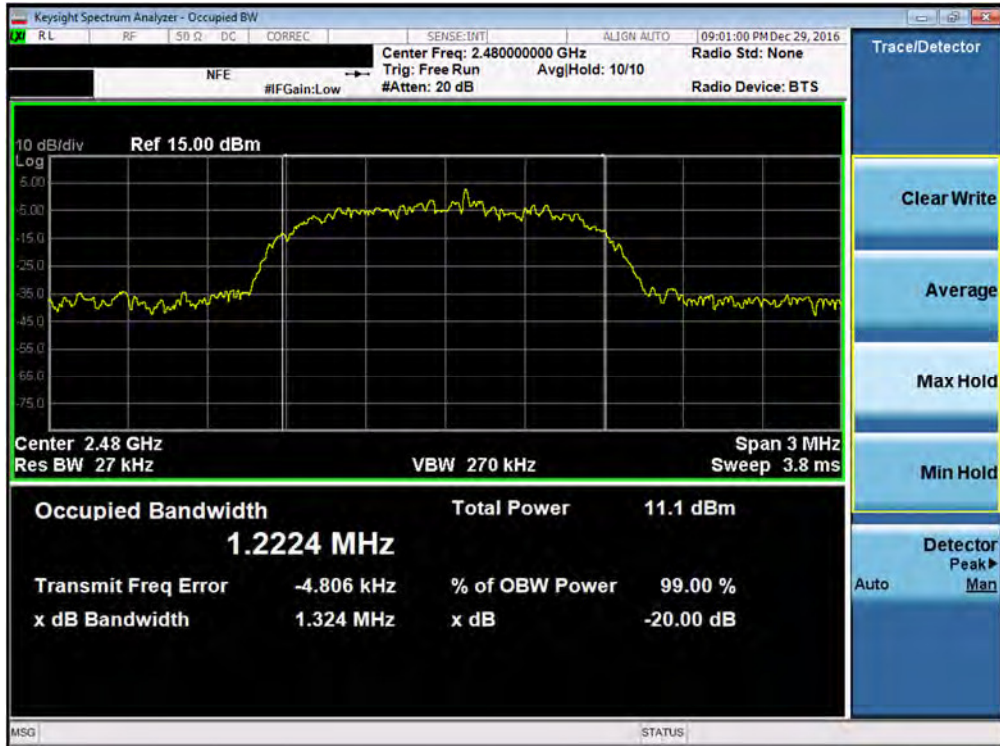 Keysight Spectrum Analyzer - Occupied BW
LXI RL RF 50 Ω DC CORREC SENSE:INT ALIGN AUTO 09:01:00 PM Dec 29, 2016
Center Freq: 2.480000000 GHz Radio Std: None
NFE Trig: Free Run Avg|Hold: 10/10
#IFGain:Low #Atten: 20 dB Radio Device: BTS
Trace/Detector
10 dB/div Ref 15.00 dBm
Log
5.00
-5.00
-15.0
-25.0
-35.0
-45.0
-55.0
-65.0
-75.0
Center 2.48 GHz Span 3 MHz
Res BW 27 kHz VBW 270 kHz Sweep 3.8 ms
Occupied Bandwidth Total Power 11.1 dBm
1.2224 MHz
Transmit Freq Error -4.806 kHz % of OBW Power 99.00 %
x dB Bandwidth 1.324 MHz x dB -20.00 dB
Clear Write
Average
Max Hold
Min Hold
Detector
Peak▶
Auto Man
MSG STATUS